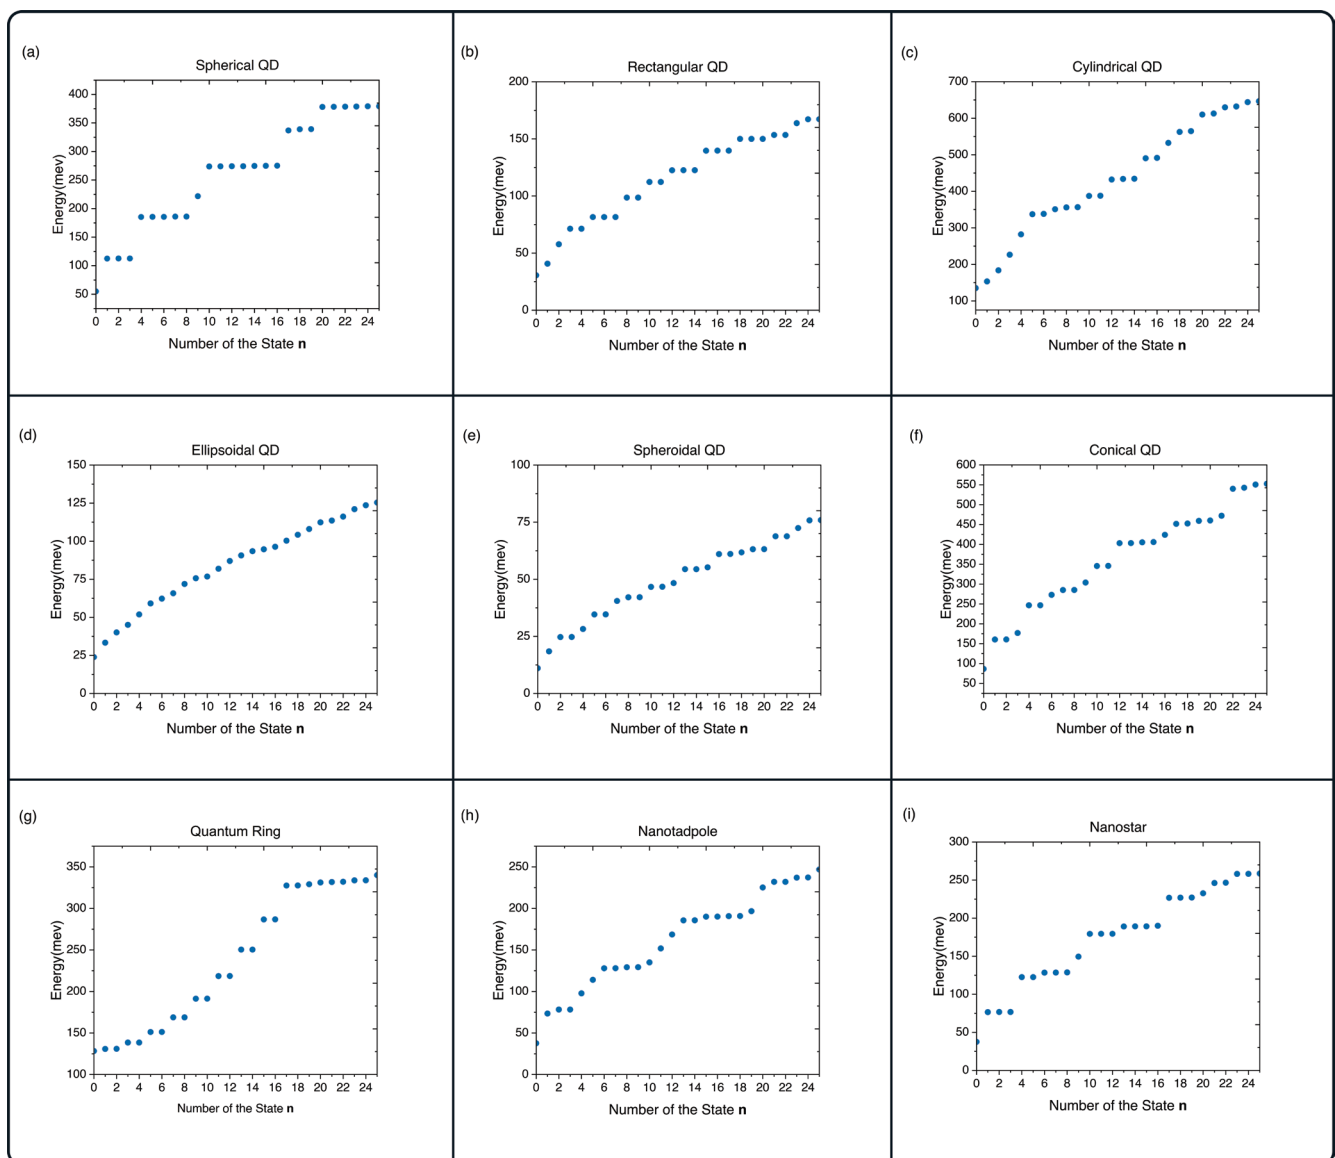 (a)
Spherical QD
400
350
300
250
200
150
100
50
0 2 4 6 8 10 12 14 16 18 20 22 24
Energy(mev)
Number of the State n
(b)
Rectangular QD
200
150
100
50
0
0 2 4 6 8 10 12 14 16 18 20 22 24
Energy(mev)
Number of the State n
(c)
Cylindrical QD
700
600
500
400
300
200
100
0 2 4 6 8 10 12 14 16 18 20 22 24
Energy(mev)
Number of the State n
(d)
Ellipsoidal QD
150
125
100
75
50
25
0
0 2 4 6 8 10 12 14 16 18 20 22 24
Energy(mev)
Number of the State n
(e)
Spheroidal QD
100
75
50
25
0
0 2 4 6 8 10 12 14 16 18 20 22 24
Energy(mev)
Number of the State n
(f)
Conical QD
600
550
500
450
400
350
300
250
200
150
100
50
0 2 4 6 8 10 12 14 16 18 20 22 24
Energy(mev)
Number of the State n
(g)
Quantum Ring
350
300
250
200
150
100
0 2 4 6 8 10 12 14 16 18 20 22 24
Energy(mev)
Number of the State n
(h)
Nanotadpole
250
200
150
100
50
0
0 2 4 6 8 10 12 14 16 18 20 22 24
Energy(mev)
Number of the State n
(i)
Nanostar
300
250
200
150
100
50
0
0 2 4 6 8 10 12 14 16 18 20 22 24
Energy(mev)
Number of the State n